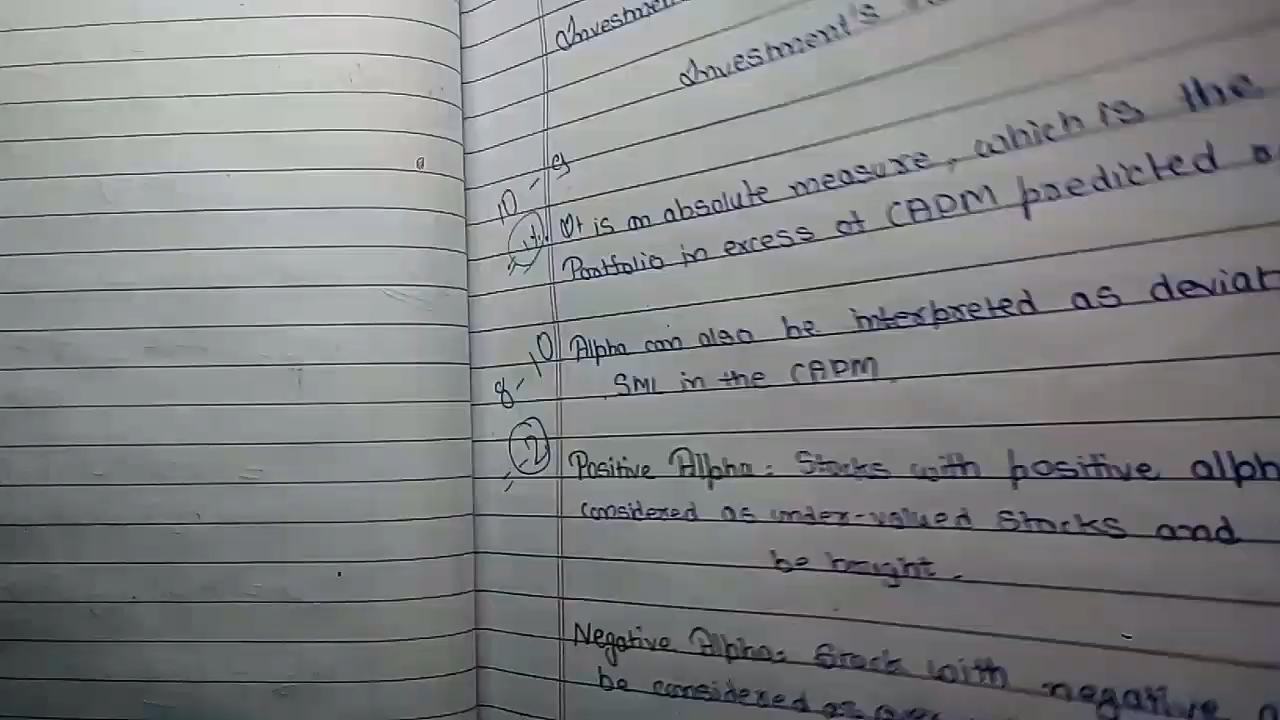 Invesmen
Invesment's
It is an absolute measure, which is the
Portfolio in excess of CAPM predicted
Alpha can also be interpreted as deviat
SML in the CAPM
2 Positive Alpha: Stocks with positive alph
considered as under-valued stocks and
be bought.
Negative Alpha: Stock with negative
be considered as